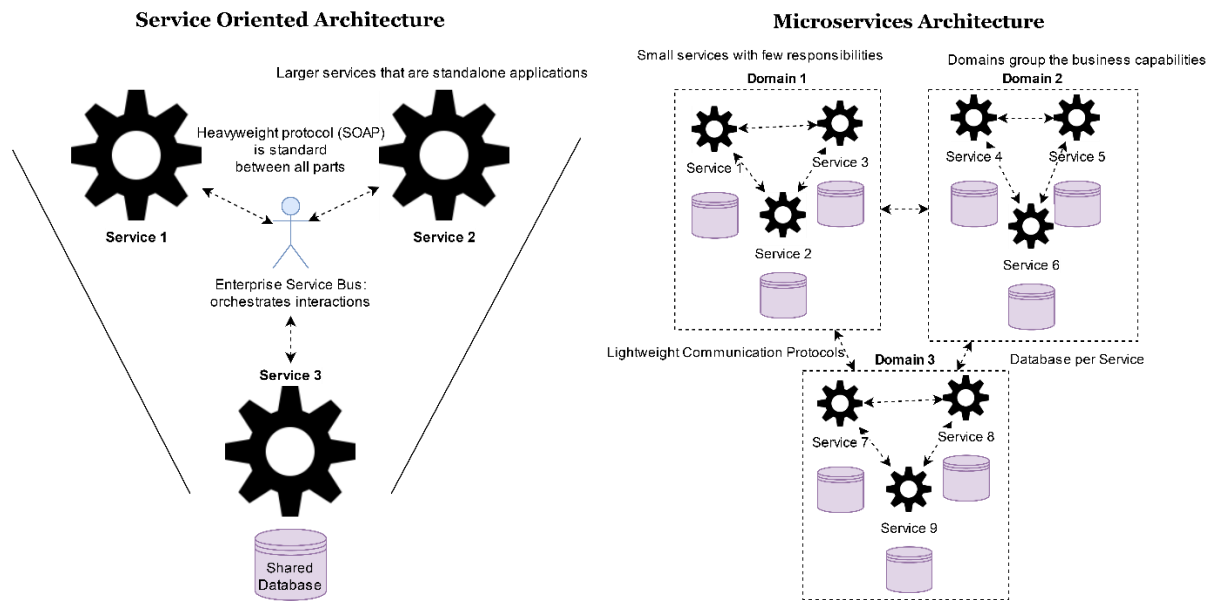 Service Oriented Architecture
Larger services that are standalone applications
Heavyweight protocol (SOAP)
is standard
between all parts
Service 1
Service 2
Enterprise Service Bus:
orchestrates interactions
Service 3
Shared
Database
Microservices Architecture
Small services with few responsibilities
Domain 1
Service 1
Service 3
Service 2
Domains group the business capabilities
Domain 2
Service 4
Service 5
Service 6
Lightweight Communication Protocols
Database per Service
Domain 3
Service 7
Service 8
Service 9